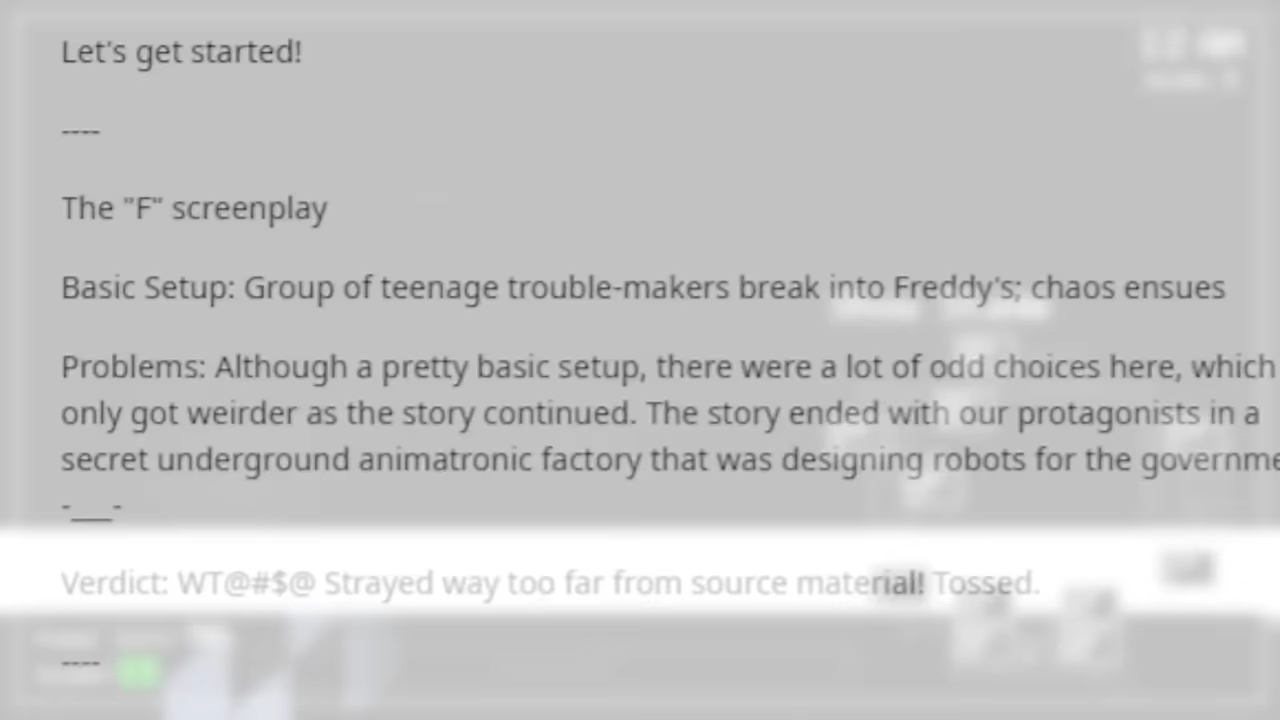 Let's get started!
----
The "F" screenplay
Basic Setup: Group of teenage trouble-makers break into Freddy's; chaos ensues
Problems: Although a pretty basic setup, there were a lot of odd choices here, which
only got weirder as the story continued. The story ended with our protagonists in a
secret underground animatronic factory that was designing robots for the governme
-___-
Verdict: WT@#$@ Strayed way too far from source material! Tossed.
----